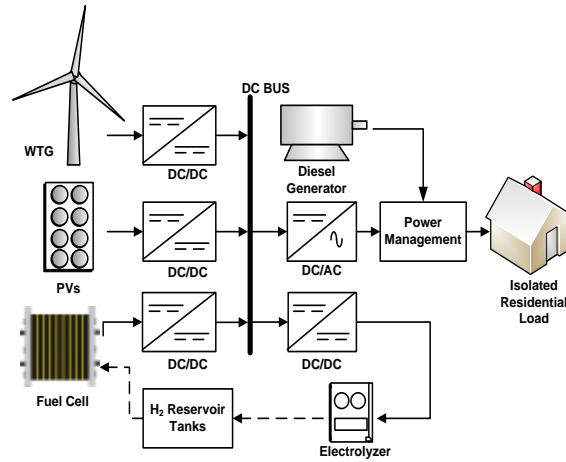 DC BUS
WTG
DC/DC
Diesel
Generator
PVs
DC/DC
DC/AC
Power
Management
Isolated
Residential
Load
Fuel Cell
DC/DC
DC/DC
H₂ Reservoir
Tanks
Electrolyzer